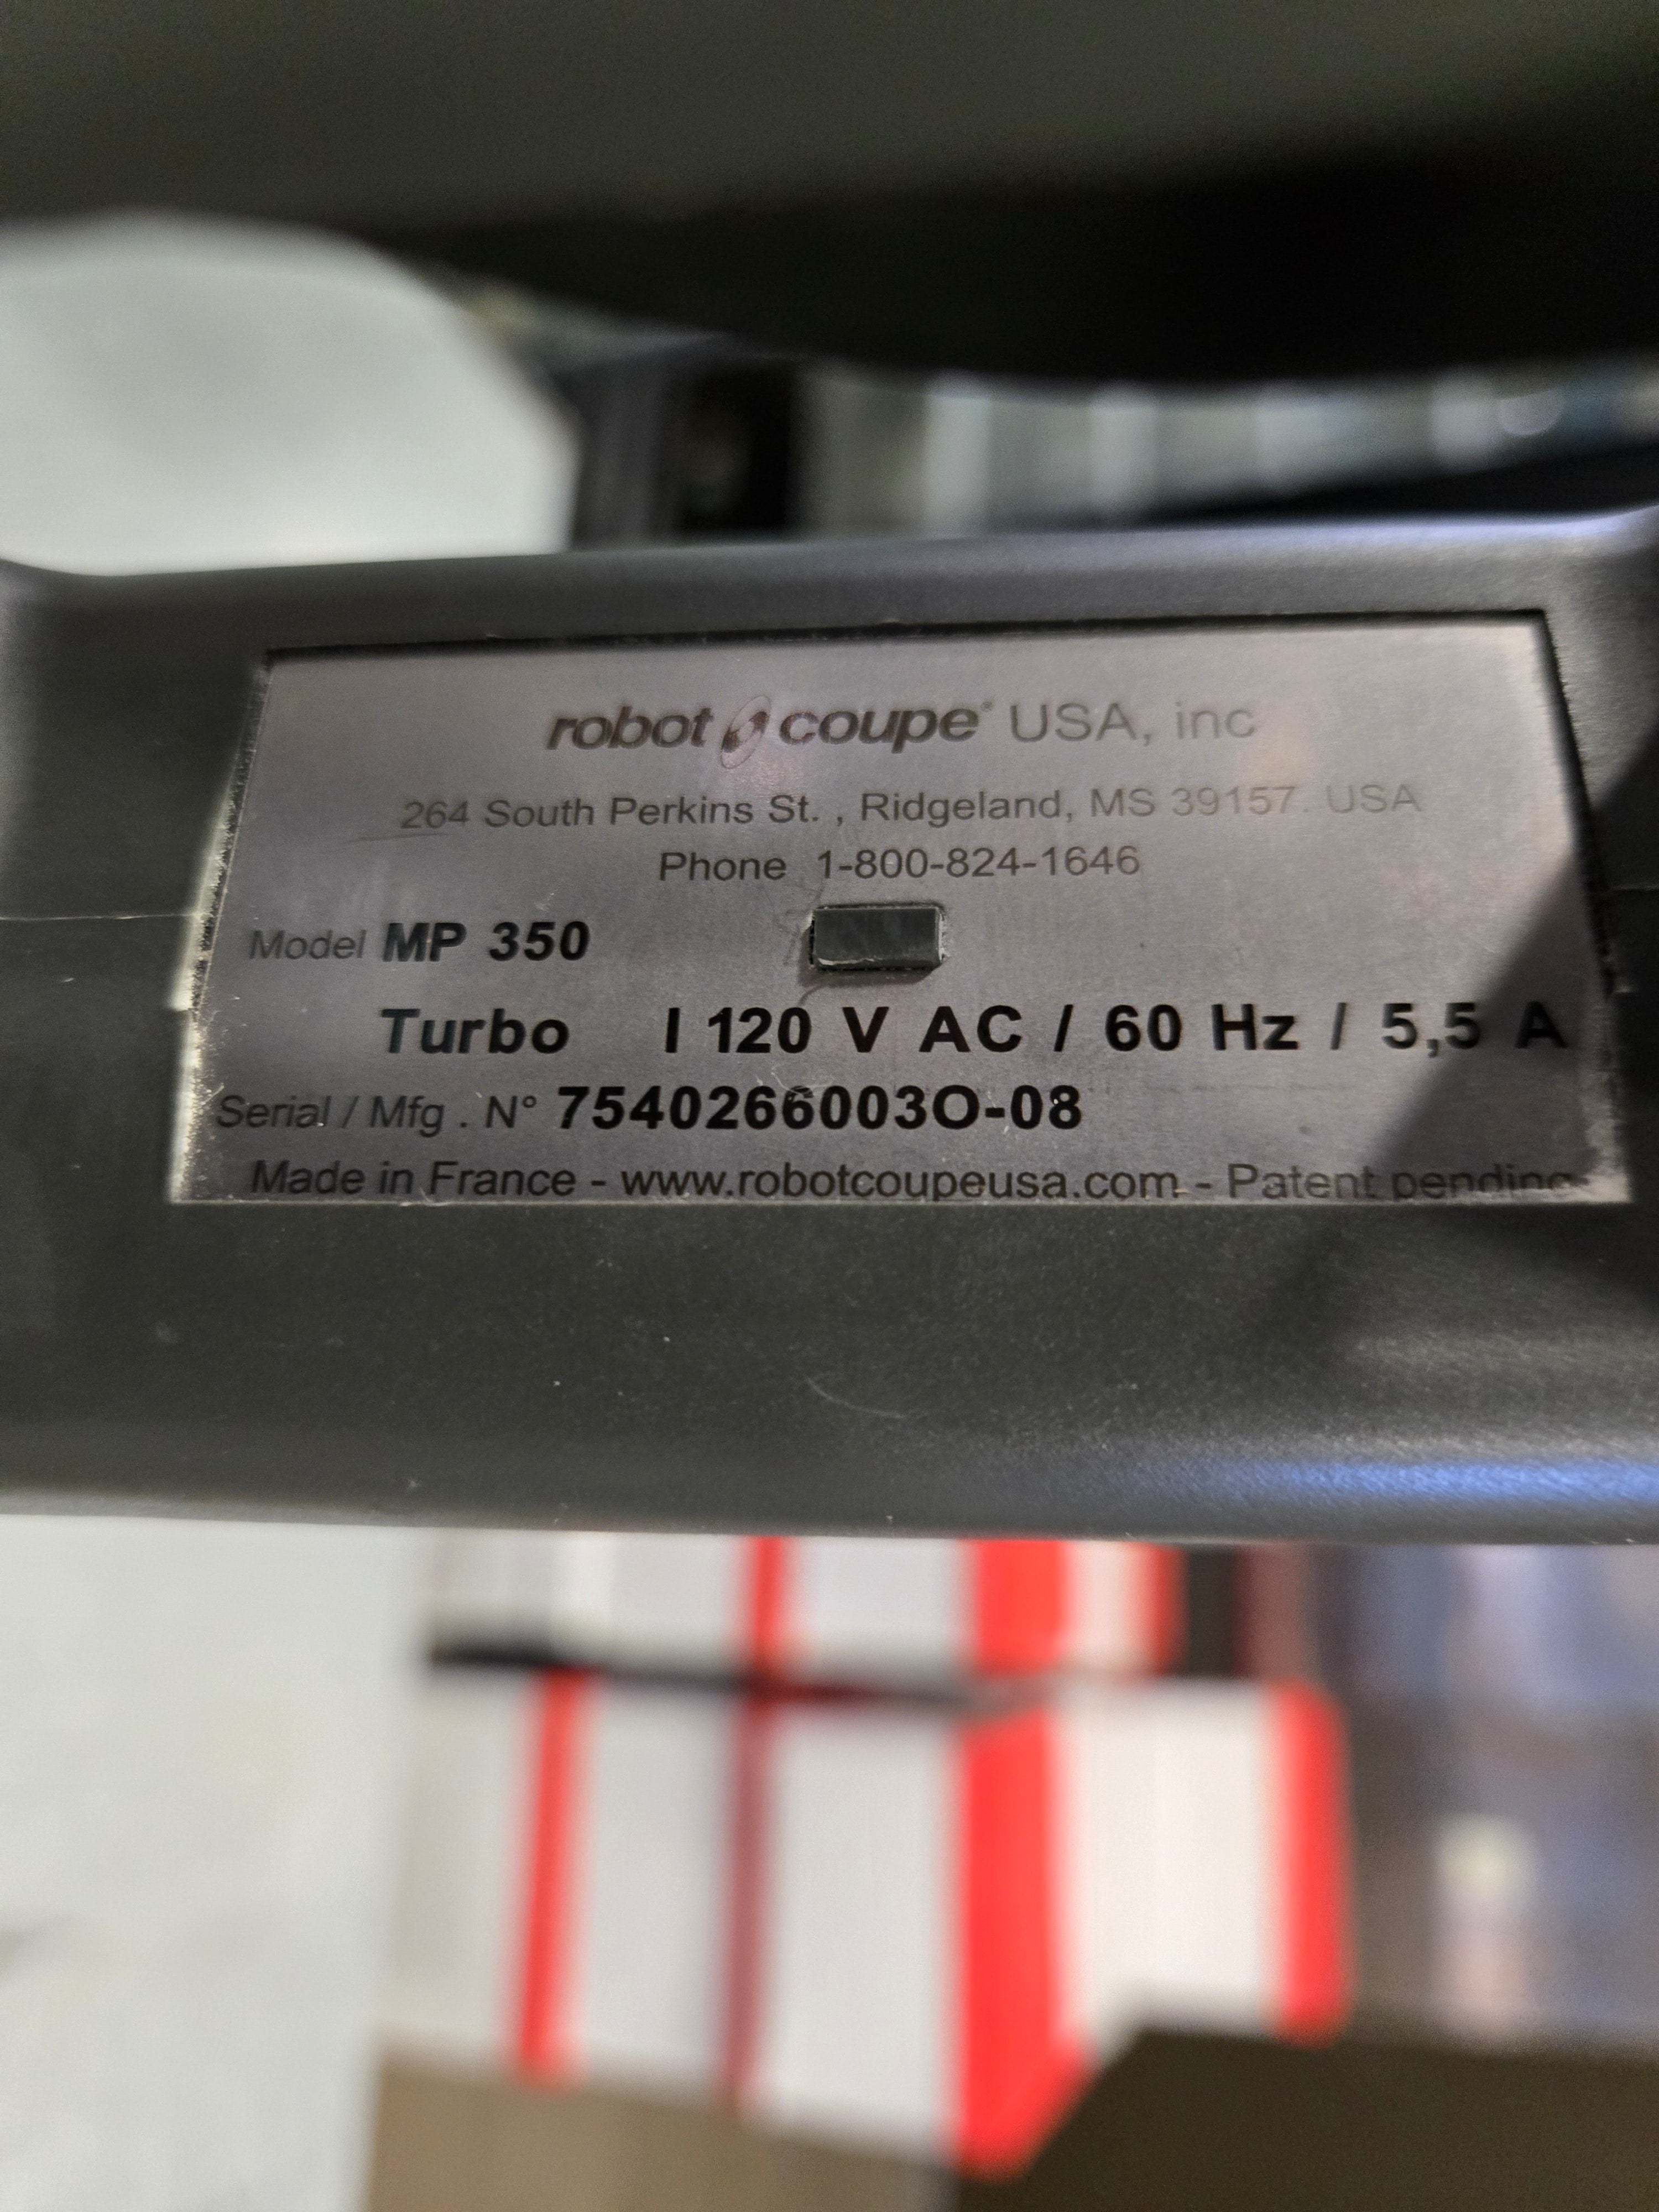 robot coupe® USA, inc
264 South Perkins St. , Ridgeland, MS 39157. USA
Phone 1-800-824-1646
Model MP 350
Turbo I 120 V AC / 60 Hz / 5,5 A
Serial / Mfg . N° 7540266003O-08
Made in France - www.robotcoupeusa.com - Patent pending